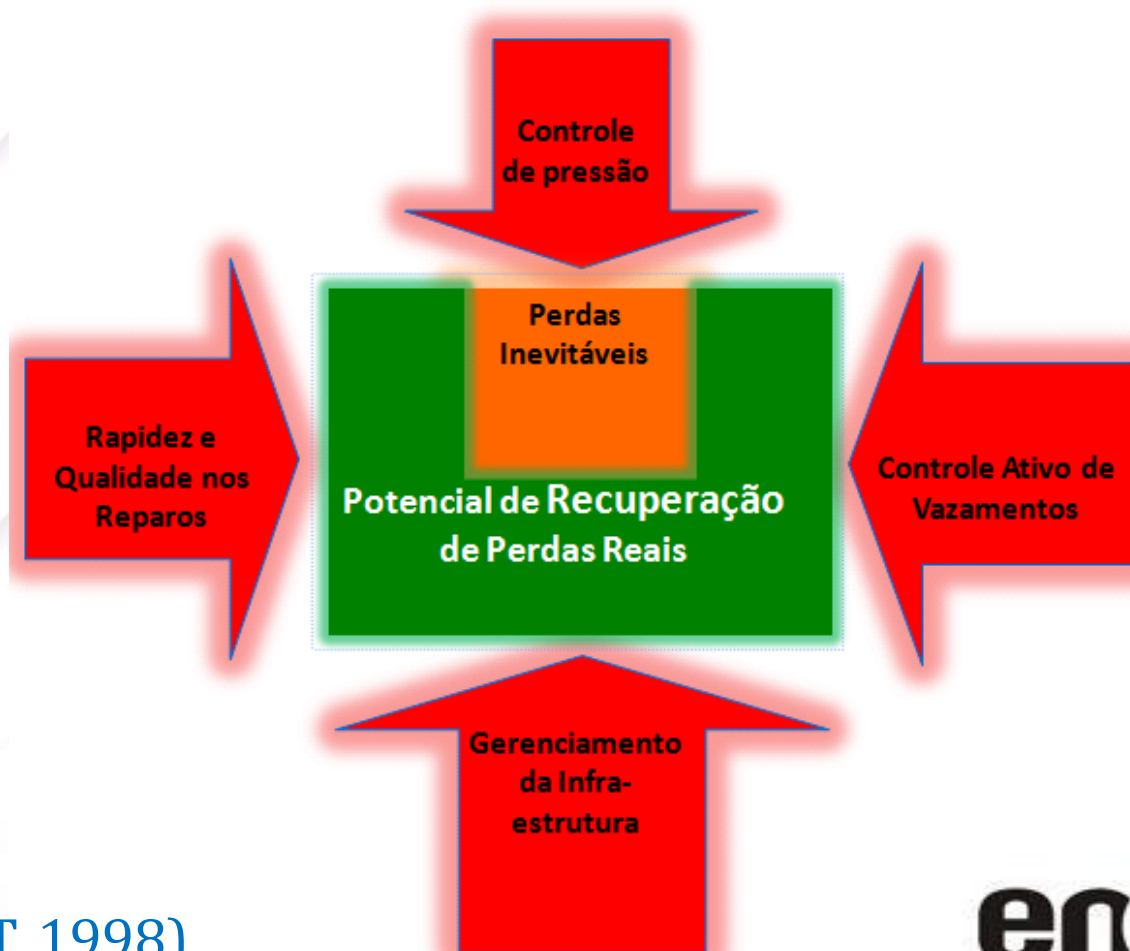 Controle
de pressão
Perdas
Inevitáveis
Rapidez e
Qualidade nos
Reparos
Potencial de Recuperação
de Perdas Reais
Controle Ativo de
Vazamentos
Gerenciamento
da Infra-
estrutura
1998)